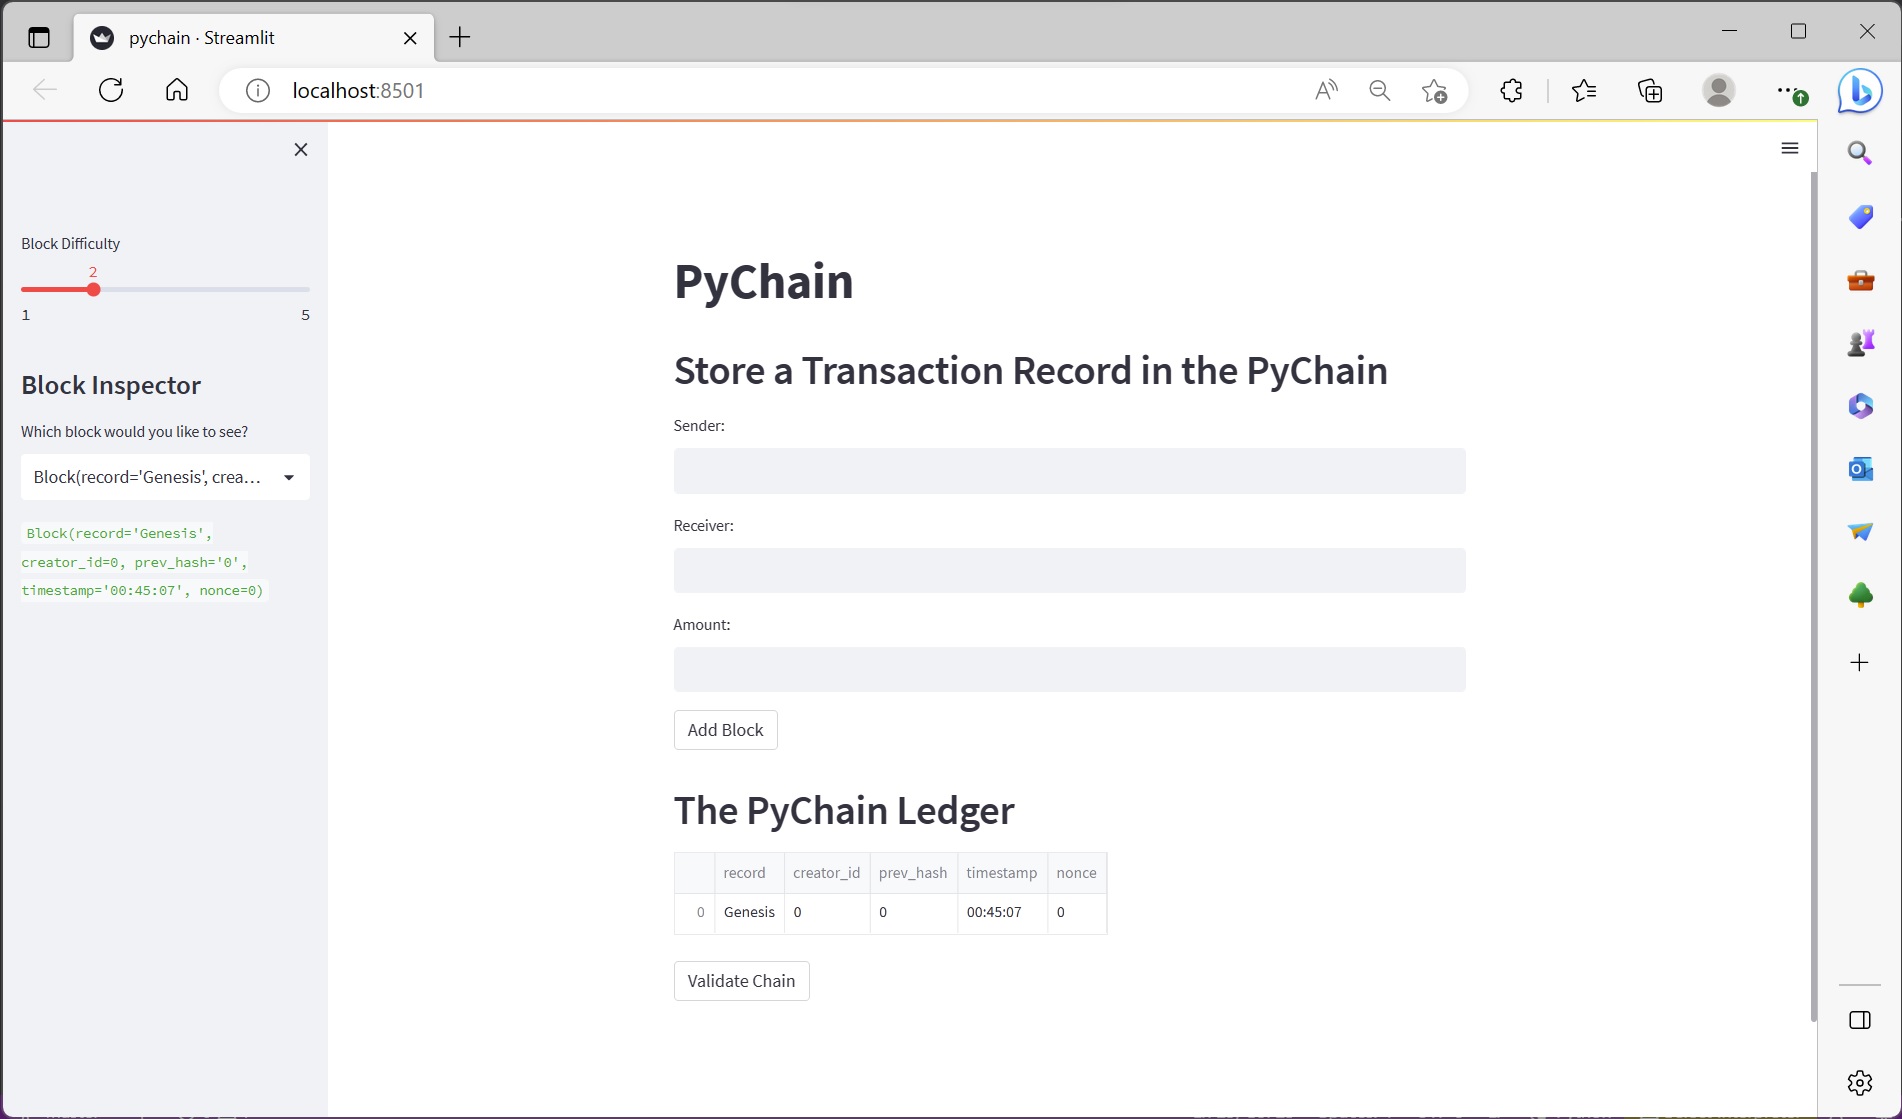 pychain · Streamlit
localhost:8501
Block Difficulty
2
1 5
Block Inspector
Which block would you like to see?
Block(record='Genesis', crea...
Block(record='Genesis',
creator_id=0, prev_hash='0',
timestamp='00:45:07', nonce=0)
PyChain
Store a Transaction Record in the PyChain
Sender:
Receiver:
Amount:
Add Block
The PyChain Ledger
record creator_id prev_hash timestamp nonce
0 Genesis 0 0 00:45:07 0
Validate Chain